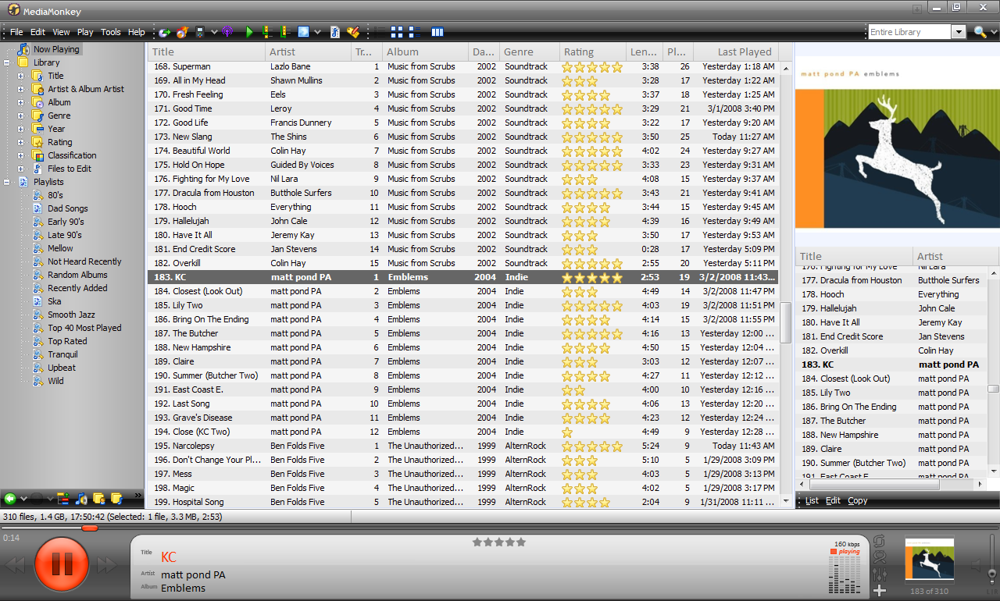 MediaMonkey
File Edit View Play Tools Help
Entire Library
Now Playing
Library
Title
Artist & Album Artist
Album
Genre
Year
Rating
Classification
Files to Edit
Playlists
80's
Dad Songs
Early 90's
Late 90's
Mellow
Not Heard Recently
Random Albums
Recently Added
Ska
Smooth Jazz
Top 40 Most Played
Top Rated
Tranquil
Upbeat
Wild
Title Artist Tr... Album Da... Genre Rating Len... Pl... Last Played
168. Superman Lazlo Bane 1 Music from Scrubs 2002 Soundtrack 3:38 26 Yesterday 1:18 AM
169. All in My Head Shawn Mullins 2 Music from Scrubs 2002 Soundtrack 3:28 17 Yesterday 1:22 AM
170. Fresh Feeling Eels 3 Music from Scrubs 2002 Soundtrack 3:37 18 Yesterday 1:25 AM
171. Good Time Leroy 4 Music from Scrubs 2002 Soundtrack 3:29 21 3/1/2008 3:40 PM
172. Good Life Francis Dunnery 5 Music from Scrubs 2002 Soundtrack 3:22 17 Yesterday 9:20 AM
173. New Slang The Shins 6 Music from Scrubs 2002 Soundtrack 3:50 25 Today 11:27 AM
174. Beautiful World Colin Hay 7 Music from Scrubs 2002 Soundtrack 4:02 24 Yesterday 9:27 AM
175. Hold On Hope Guided By Voices 8 Music from Scrubs 2002 Soundtrack 3:33 23 Yesterday 9:31 AM
176. Fighting for My Love Nil Lara 9 Music from Scrubs 2002 Soundtrack 4:08 15 Yesterday 9:37 AM
177. Dracula from Houston Butthole Surfers 10 Music from Scrubs 2002 Soundtrack 3:43 21 Yesterday 9:41 AM
178. Hooch Everything 11 Music from Scrubs 2002 Soundtrack 3:44 15 Yesterday 9:45 AM
179. Hallelujah John Cale 12 Music from Scrubs 2002 Soundtrack 4:39 16 Yesterday 9:49 AM
180. Have It All Jeremy Kay 13 Music from Scrubs 2002 Soundtrack 3:50 17 Yesterday 9:53 AM
181. End Credit Score Jan Stevens 14 Music from Scrubs 2002 Soundtrack 0:28 17 Yesterday 5:09 PM
182. Overkill Colin Hay 15 Music from Scrubs 2002 Soundtrack 2:55 20 Yesterday 5:11 PM
183. KC matt pond PA 1 Emblems 2004 Indie 2:53 19 3/2/2008 11:43...
184. Closest (Look Out) matt pond PA 2 Emblems 2004 Indie 4:49 14 3/2/2008 11:47 PM
185. Lily Two matt pond PA 3 Emblems 2004 Indie 4:03 19 3/2/2008 11:51 PM
186. Bring On The Ending matt pond PA 4 Emblems 2004 Indie 4:14 15 3/2/2008 11:55 PM
187. The Butcher matt pond PA 5 Emblems 2004 Indie 4:16 13 Yesterday 12:00 ...
188. New Hampshire matt pond PA 6 Emblems 2004 Indie 4:50 15 Yesterday 12:04 ...
189. Claire matt pond PA 7 Emblems 2004 Indie 3:03 12 Yesterday 12:07 ...
190. Summer (Butcher Two) matt pond PA 8 Emblems 2004 Indie 4:27 11 Yesterday 12:12 ...
191. East Coast E. matt pond PA 9 Emblems 2004 Indie 4:00 10 Yesterday 12:16 ...
192. Last Song matt pond PA 10 Emblems 2004 Indie 4:06 13 Yesterday 12:20 ...
193. Grave's Disease matt pond PA 11 Emblems 2004 Indie 4:23 12 Yesterday 12:24 ...
194. Close (KC Two) matt pond PA 12 Emblems 2004 Indie 4:49 9 Yesterday 12:28 ...
195. Narcolepsy Ben Folds Five 1 The Unauthorized... 1999 AlternRock 5:24 9 Today 11:43 AM
196. Don't Change Your Pl... Ben Folds Five 2 The Unauthorized... 1999 AlternRock 5:10 5 1/29/2008 3:09 PM
197. Mess Ben Folds Five 3 The Unauthorized... 1999 AlternRock 4:03 5 1/29/2008 3:13 PM
198. Magic Ben Folds Five 4 The Unauthorized... 1999 AlternRock 4:02 5 1/29/2008 3:17 PM
199. Hospital Song Ben Folds Five 5 The Unauthorized... 1999 AlternRock 2:04 9 1/31/2008 11:11 ...
matt pond PA emblems
Title Artist
176. Fighting for My Love Nil Lara
177. Dracula from Houston Butthole Surfers
178. Hooch Everything
179. Hallelujah John Cale
180. Have It All Jeremy Kay
181. End Credit Score Jan Stevens
182. Overkill Colin Hay
183. KC matt pond PA
184. Closest (Look Out) matt pond PA
185. Lily Two matt pond PA
186. Bring On The Ending matt pond PA
187. The Butcher matt pond PA
188. New Hampshire matt pond PA
189. Claire matt pond PA
190. Summer (Butcher Two) matt pond PA
191. East Coast E. matt pond PA
List Edit Copy
310 files, 1.4 GB, 17:50:42 (Selected: 1 file, 3.3 MB, 2:53)
0:14
Title KC
Artist matt pond PA
Album Emblems
160 kbps
playing
183 of 310